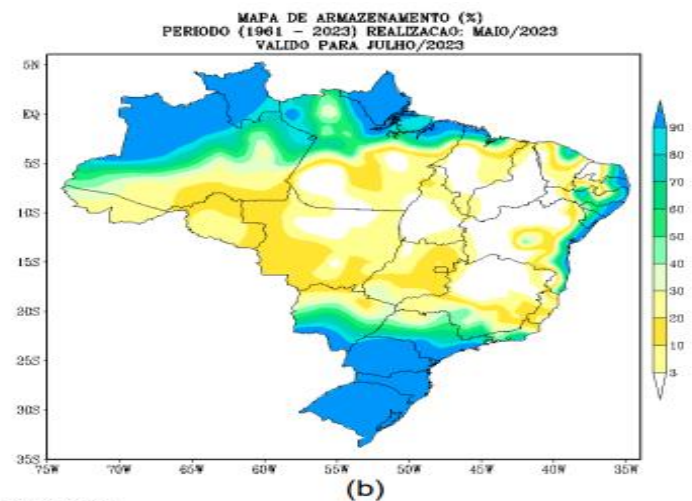 MAPA DE ARMAZENAMENTO (%)
PERIODO (1961 - 2023) REALIZACAO: MAIO/2023
VALIDO PARA JULHO/2023
5N
EQ
5S
10S
15S
20S
25S
30S
35S
75W 70W 65W 60W 55W 50W 45W 40W 35W
90
80
70
60
50
40
30
20
10
3
(b)